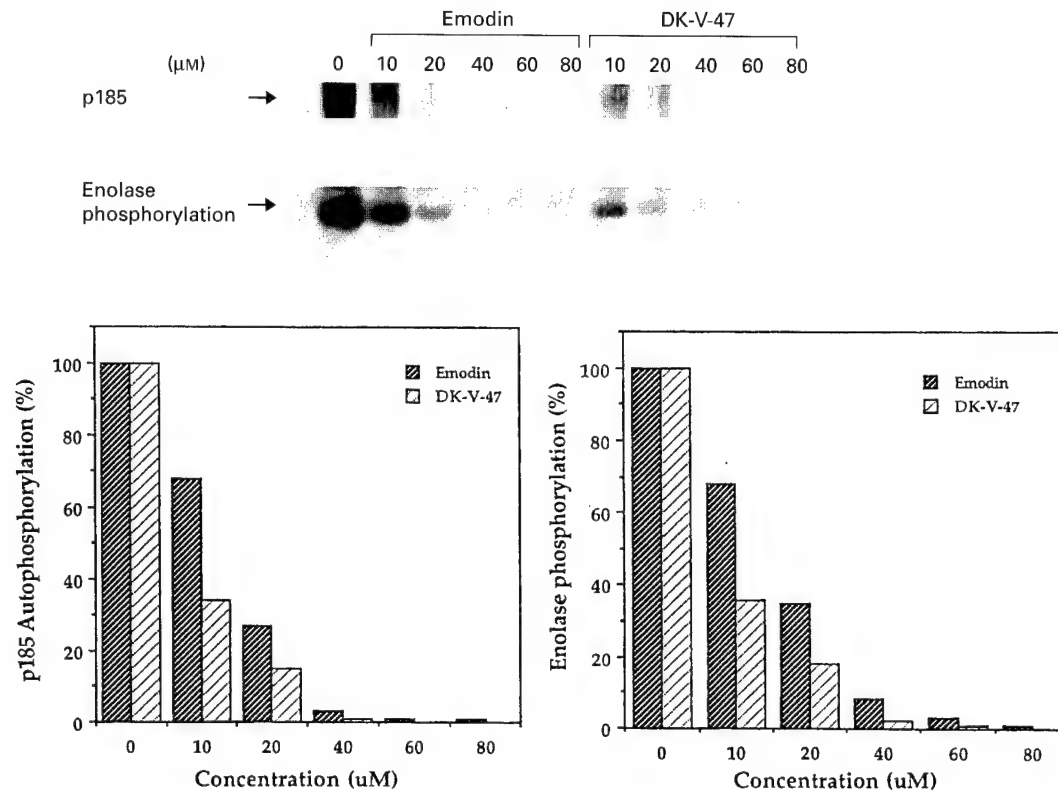 Emodin DK-V-47
(μM) 0 10 20 40 60 80 10 20 40 60 80
p185
Enolase
phosphorylation
p185 Autophosphorylation (%)
100
80
60
40
20
0
Emodin
DK-V-47
0 10 20 40 60 80
Concentration (uM)
Enolase phosphorylation (%)
100
80
60
40
20
0
Emodin
DK-V-47
0 10 20 40 60 80
Concentration (uM)